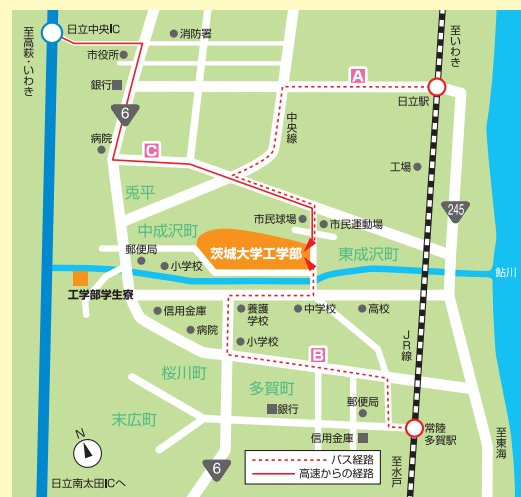 日立中央IC
至高萩・いわき
市役所
消防署
銀行
6
A
中央線
至いわき
日立駅
病院
C
工場
245
兎平
中成沢町
市民球場
市民運動場
郵便局
小学校
茨城大学工学部
東成沢町
鮎川
工学部学生寮
信用金庫
養護
学校
中学校
高校
病院
小学校
B
JR線
桜川町
多賀町
末広町
銀行
郵便局
信用金庫
常陸
多賀駅
至東海
至水戸
N
日立南太田ICへ
6
バス経路
高速からの経路